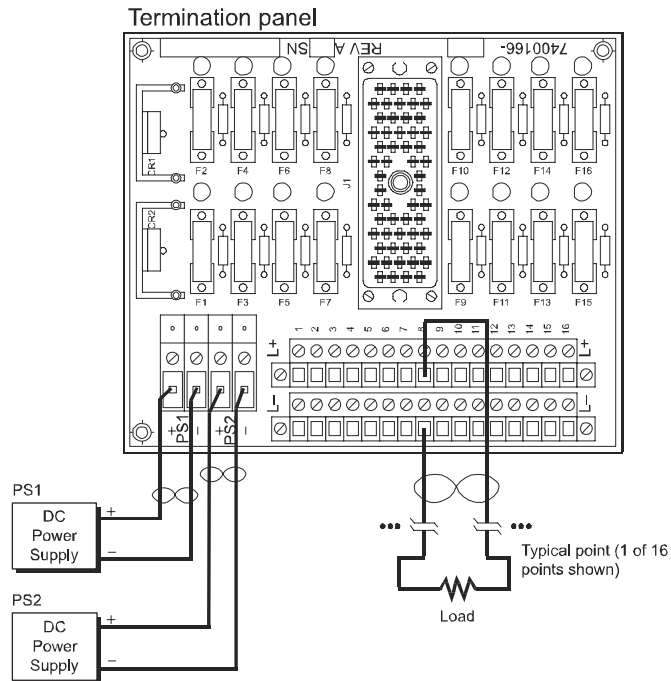 Termination panel
SN REV A 7400166-
CR1
F2 F4 F6 F8 J1 F10 F12 F14 F16
CR2
F1 F3 F5 F7 F9 F11 F13 F15
1 2 3 4 5 6 7 8 9 10 11 12 13 14 15 16
L+ L+
L- L-
+ PS1 - + PS2 -
PS1
DC
Power
Supply
+
–
PS2
DC
Power
Supply
+
–
Typical point (1 of 16
points shown)
Load